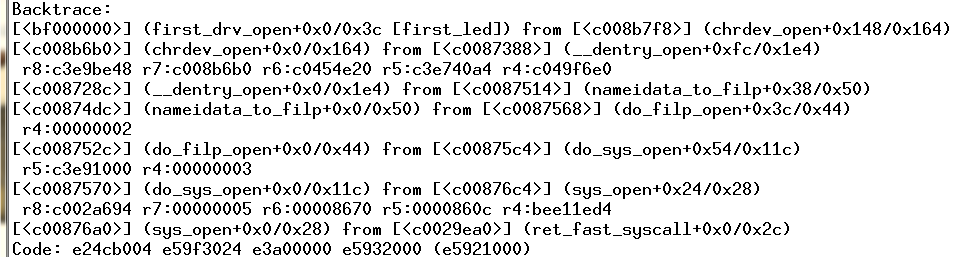 Backtrace:
[<bf000000>] (first_drv_open+0x0/0x3c [first_led]) from [<c008b7f8>] (chrdev_open+0x148/0x164)
[<c008b6b0>] (chrdev_open+0x0/0x164) from [<c0087388>] (__dentry_open+0xfc/0x1e4)
 r8:c3e9be48 r7:c008b6b0 r6:c0454e20 r5:c3e740a4 r4:c049f6e0
[<c008728c>] (__dentry_open+0x0/0x1e4) from [<c0087514>] (nameidata_to_filp+0x38/0x50)
[<c00874dc>] (nameidata_to_filp+0x0/0x50) from [<c0087568>] (do_filp_open+0x3c/0x44)
 r4:00000002
[<c008752c>] (do_filp_open+0x0/0x44) from [<c00875c4>] (do_sys_open+0x54/0x11c)
 r5:c3e91000 r4:00000003
[<c0087570>] (do_sys_open+0x0/0x11c) from [<c00876c4>] (sys_open+0x24/0x28)
 r8:c002a694 r7:00000005 r6:00008670 r5:0000860c r4:bee11ed4
[<c00876a0>] (sys_open+0x0/0x28) from [<c0029ea0>] (ret_fast_syscall+0x0/0x2c)
Code: e24cb004 e59f3024 e3a00000 e5932000 (e5921000)